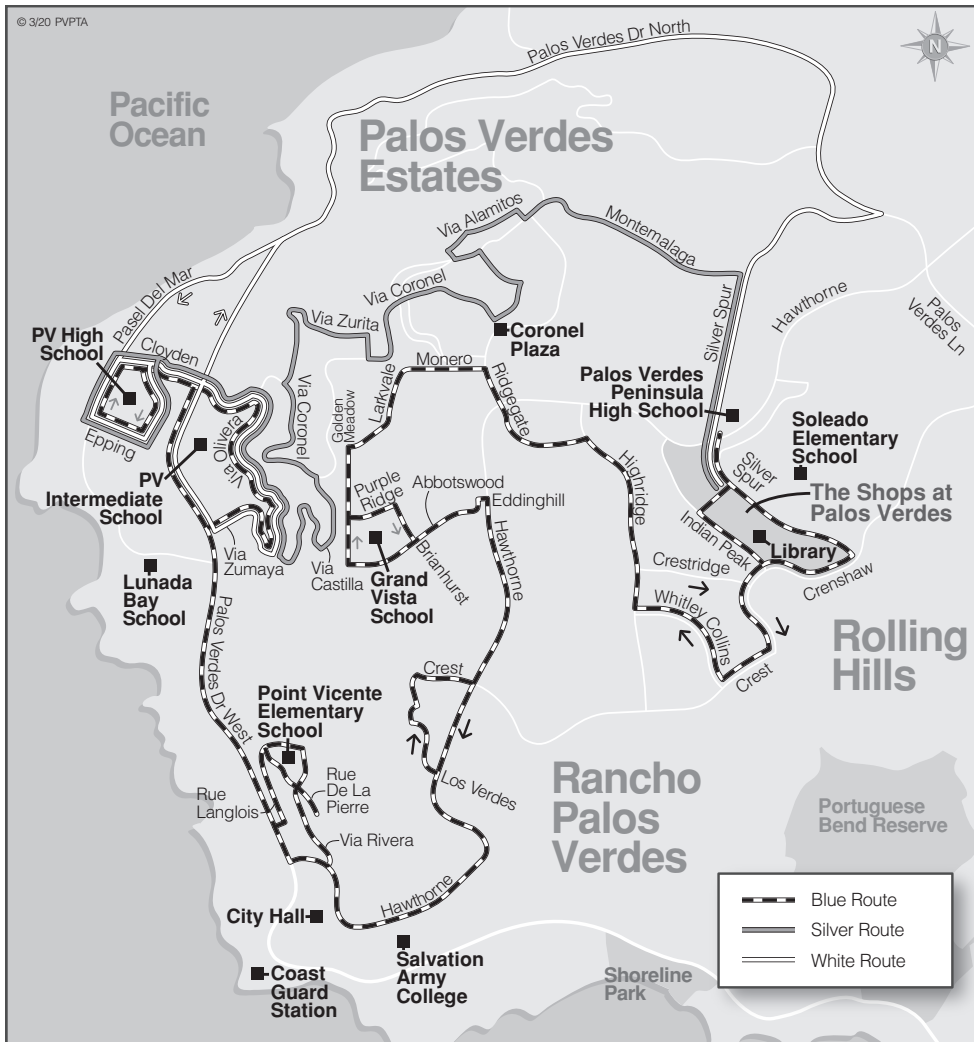 © 3/20 PVPTA
N
Palos Verdes Dr North
Pacific
Ocean
Palos Verdes
Estates
Via Alamitos
Montemalaga
Pasel Del Mar
Via Coronel
Silver Spur
Hawthorne
Palos
Verdes Ln
PV High
School
Cloyden
Via Zurita
Coronel
Plaza
Monero
Larkvale
Ridgegate
Golden
Meadow
Via Coronel
Palos Verdes
Peninsula
High School
Soleado
Elementary
School
Epping
Via Olivera
PV
Intermediate
School
Purple
Ridge
Abbotswood
Eddinghill
Highridge
Silver
Spur
The Shops at
Palos Verdes
Indian Peak
Library
Brianhurst
Hawthorne
Via
Zumaya
Via
Castilla
Grand
Vista
School
Crestridge
Crenshaw
Lunada
Bay
School
Whitley Collins
Crest
Rolling
Hills
Palos Verdes Dr West
Crest
Point Vicente
Elementary
School
Rue
De La
Pierre
Rue
Langlois
Los Verdes
Rancho
Palos
Verdes
Portuguese
Bend Reserve
Via Rivera
Hawthorne
City Hall
Salvation
Army
College
Coast
Guard
Station
Shoreline
Park
Blue Route
Silver Route
White Route